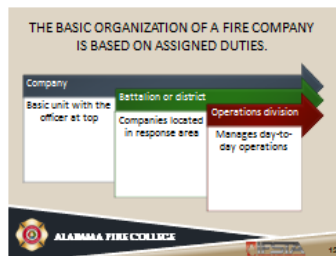 THE BASIC ORGANIZATION OF A FIRE COMPANY
IS BASED ON ASSIGNED DUTIES.
Company
Basic unit with the
officer at top
Battalion or district
Companies located
in response area
Operations division
Manages day-to-
day operations
ALABAMA FIRE COLLEGE